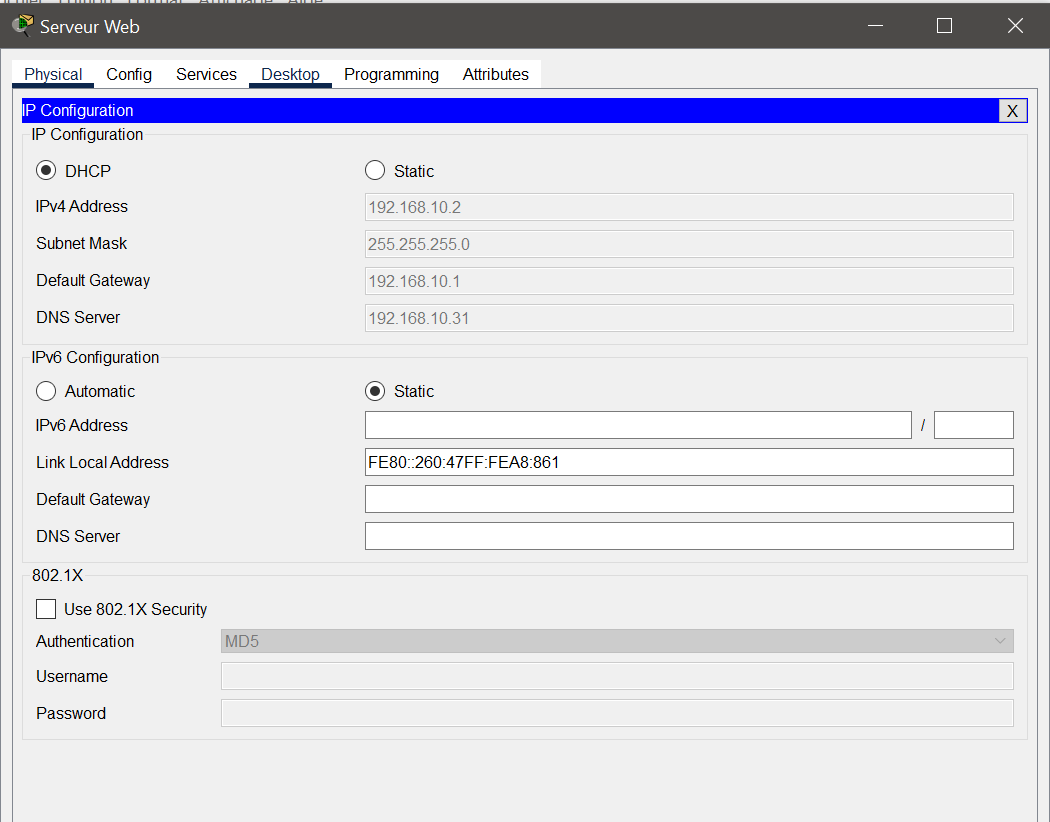 Serveur Web
Physical Config Services Desktop Programming Attributes
IP Configuration X
IP Configuration
DHCP Static
IPv4 Address 192.168.10.2
Subnet Mask 255.255.255.0
Default Gateway 192.168.10.1
DNS Server 192.168.10.31
IPv6 Configuration
Automatic Static
IPv6 Address /
Link Local Address FE80::260:47FF:FEA8:861
Default Gateway
DNS Server
802.1X
Use 802.1X Security
Authentication MD5
Username
Password